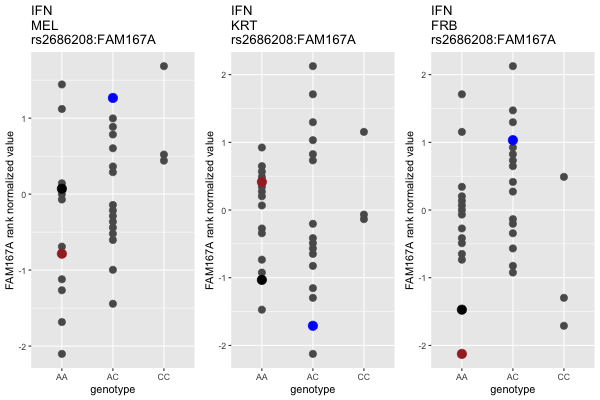 IFN
MEL
rs2686208:FAM167A
FAM167A rank normalized value
1
0
-1
-2
AA
AC
CC
genotype
IFN
KRT
rs2686208:FAM167A
FAM167A rank normalized value
2
1
0
-1
-2
AA
AC
CC
genotype
IFN
FRB
rs2686208:FAM167A
FAM167A rank normalized value
2
1
0
-1
-2
AA
AC
CC
genotype